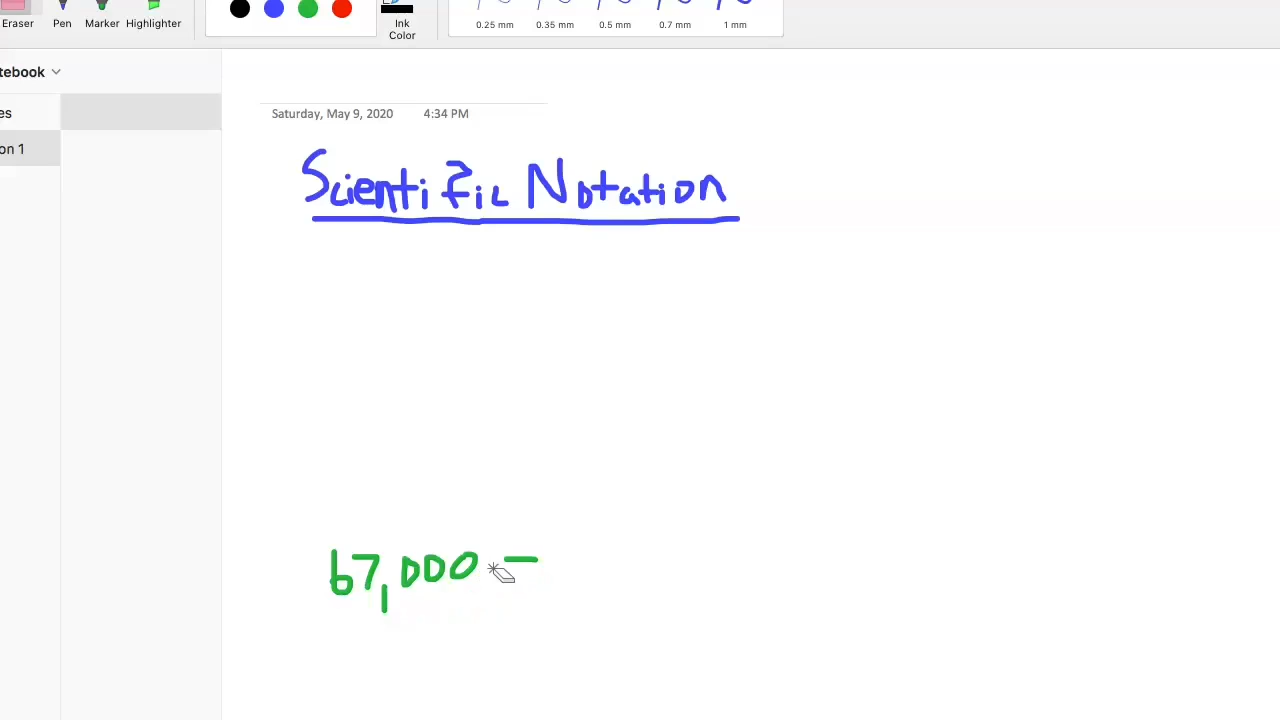 Eraser Pen Marker Highlighter
Ink
Color
0.25 mm 0.35 mm 0.5 mm 0.7 mm 1 mm
tebook
es
on 1
Saturday, May 9, 2020 4:34 PM
Scientific Notation
67,000 -